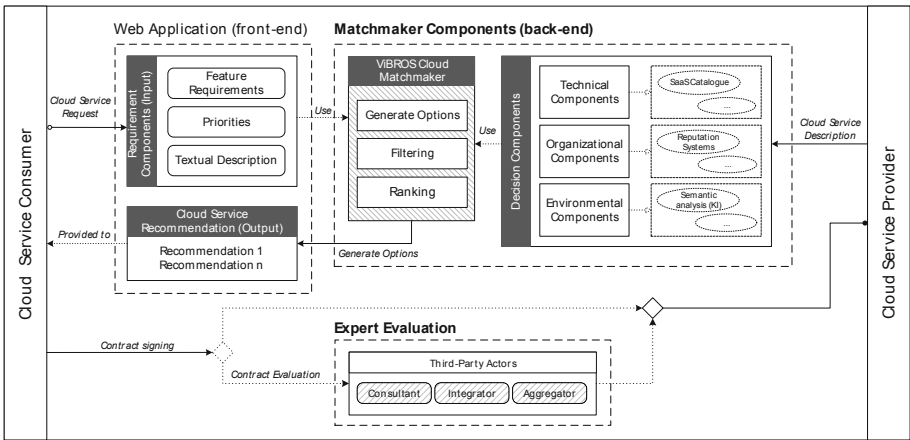 Web Application (front-end)
Matchmaker Components (back-end)
Cloud Service Consumer
Cloud Service
Request
Requirement
Components (Input)
Feature
Requirements
Priorities
Textual Description
Use
ViBROS Cloud
Matchmaker
Generate Options
Filtering
Ranking
Use
Decision Components
Technical
Components
SaaSCatalogue
...
Organizational
Components
Reputation
Systems
...
Environmental
Components
Semantic
analysis (KI)
...
Cloud Service
Description
Cloud Service Provider
Provided to
Cloud Service
Recommendation (Output)
Recommendation 1
Recommendation n
Generate Options
Contract signing
Contract Evaluation
Expert Evaluation
Third-Party Actors
Consultant
Integrator
Aggregator